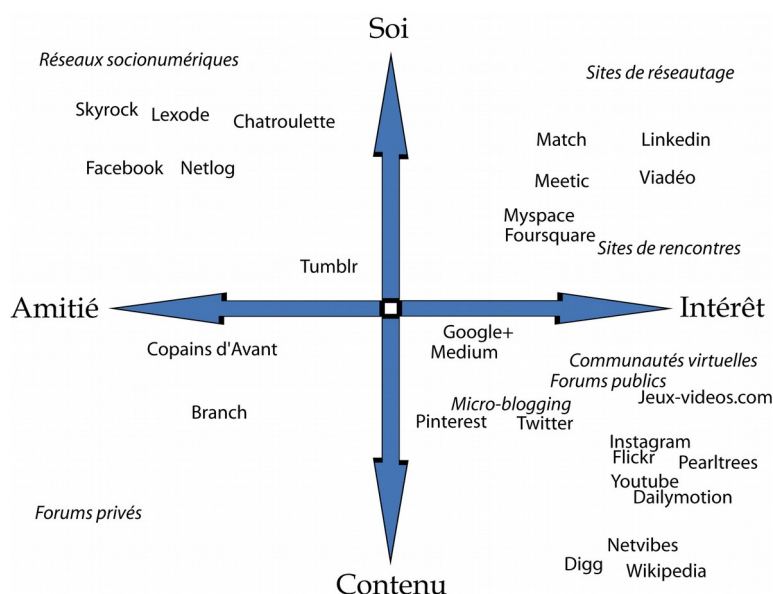 Soi
Réseaux socionumériques
Sites de réseautage
Skyrock Lexode Chatroulette
Match Linkedin
Facebook Netlog
Meetic Viadéo
Myspace
Foursquare
Sites de rencontres
Tumblr
Amitié
Intérêt
Google+
Medium
Copains d'Avant
Communautés virtuelles
Forums publics
Jeux-videos.com
Micro-blogging
Branch
Pinterest Twitter
Instagram
Flickr Pearltrees
Youtube
Dailymotion
Forums privés
Netvibes
Digg Wikipedia
Contenu